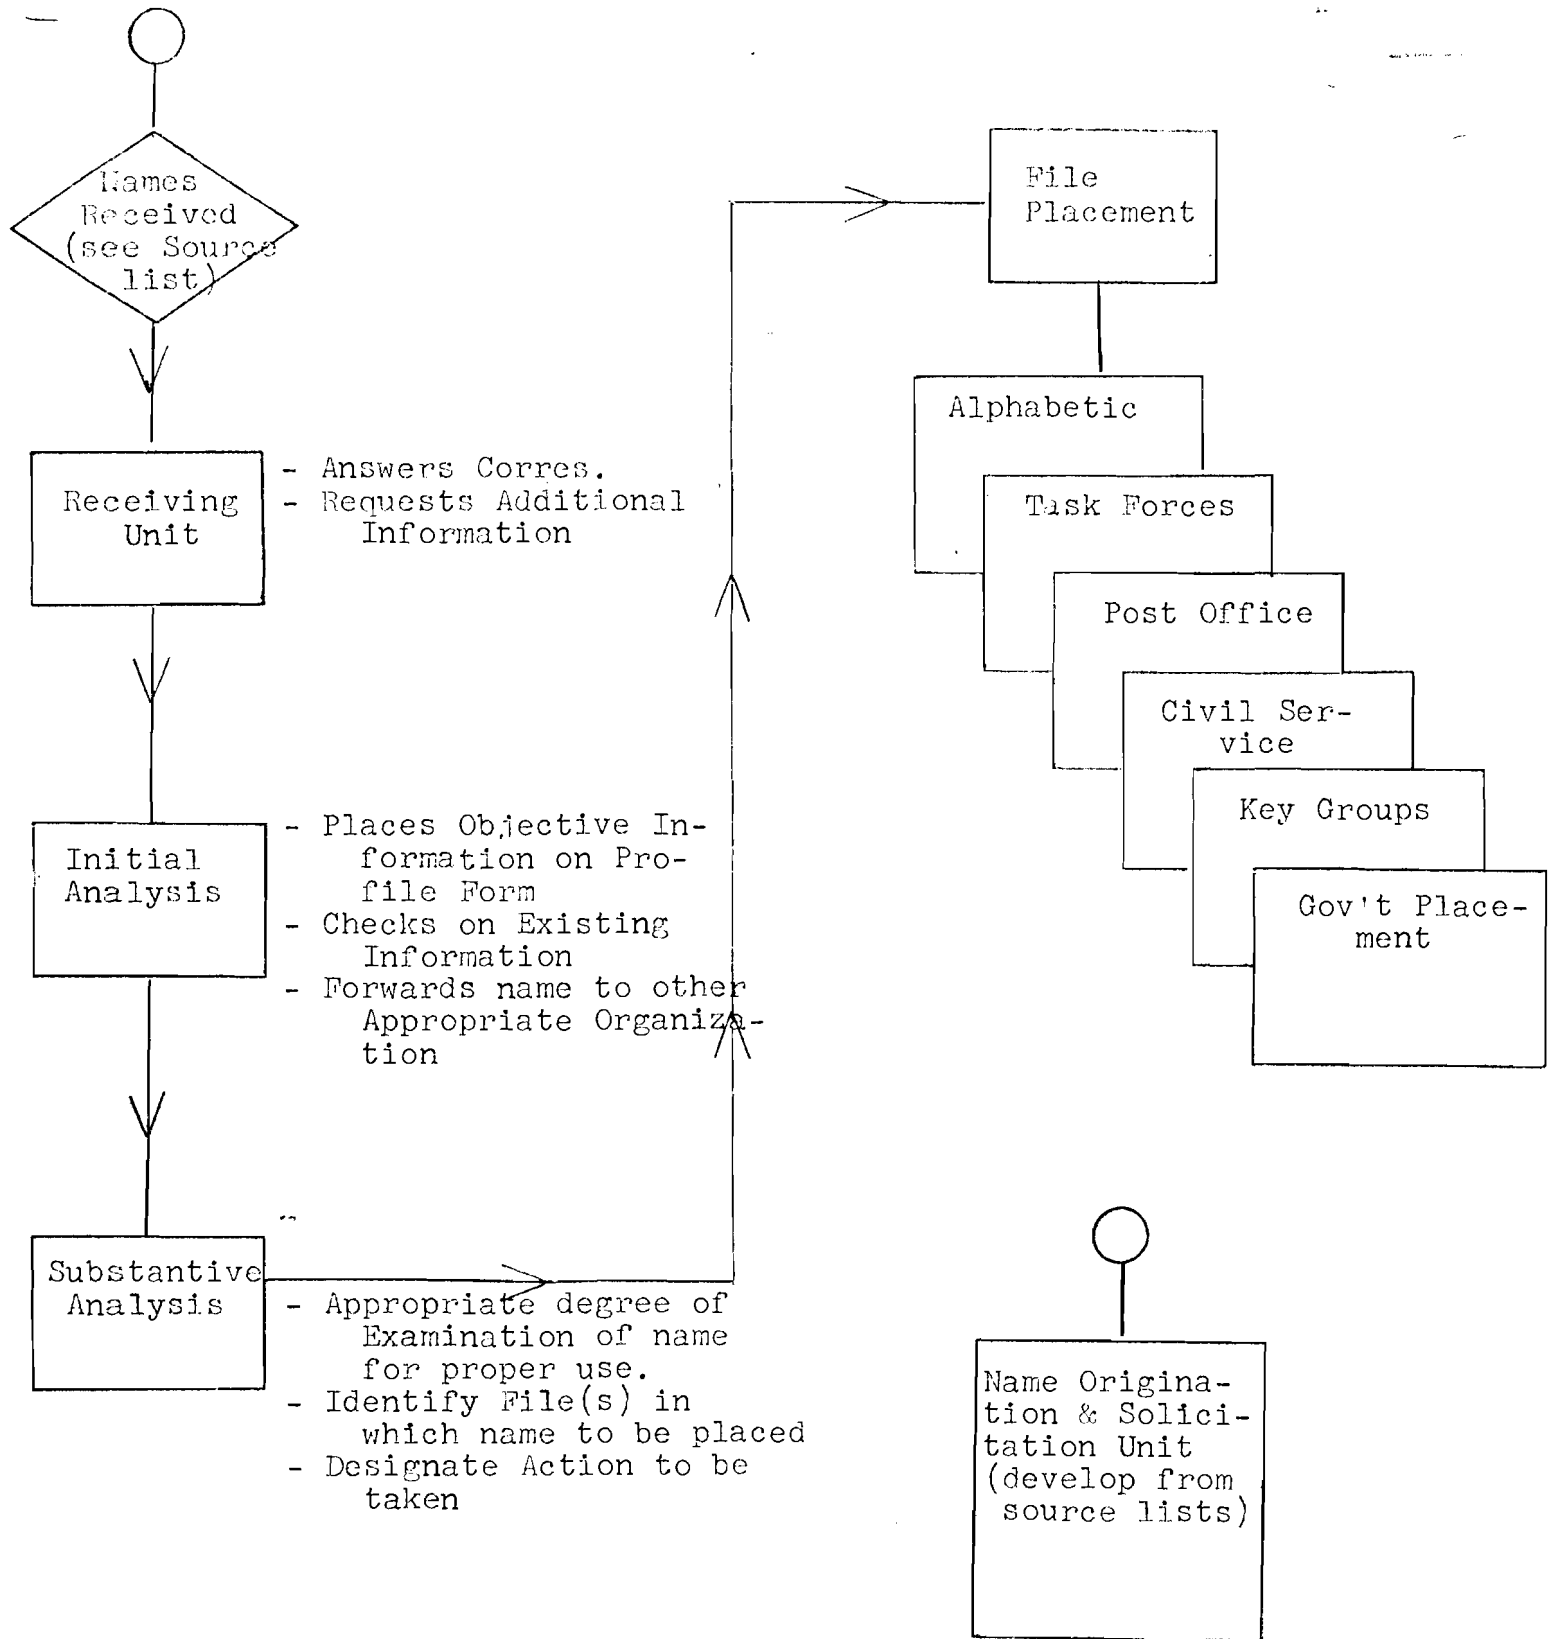 Names
Received
(see Source
list)
Receiving
Unit
- Answers Corres.
- Requests Additional
Information
Initial
Analysis
- Places Objective In-
formation on Pro-
file Form
- Checks on Existing
Information
- Forwards name to other
Appropriate Organiza-
tion
Substantive
Analysis
- Appropriate degree of
Examination of name
for proper use.
- Identify File(s) in
which name to be placed
- Designate Action to be
taken
File
Placement
Alphabetic
Task Forces
Post Office
Civil Ser-
vice
Key Groups
Gov't Place-
ment
Name Origina-
tion & Solici-
tation Unit
(develop from
source lists)